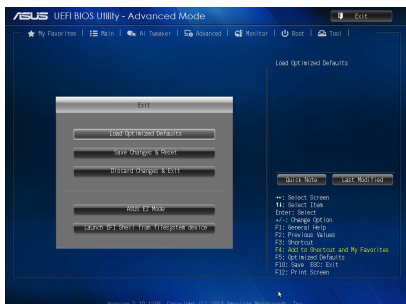 ASUS UEFI BIOS Utility - Advanced Mode
Exit
My Favorites | Main | Ai Tweaker | Advanced | Monitor | Boot | Tool |
Load Optimized Defaults
Exit
Load Optimized Defaults
Save Changes & Reset
Discard Changes & Exit
ASUS EZ Mode
Launch EFI Shell from filesystem device
Quick Note
Last Modified
↔: Select Screen
↑↓: Select Item
Enter: Select
+/-: Change Option
F1: General Help
F2: Previous Values
F3: Shortcut
F4: Add to Shortcut and My Favorites
F5: Optimized Defaults
F10: Save ESC: Exit
F12: Print Screen